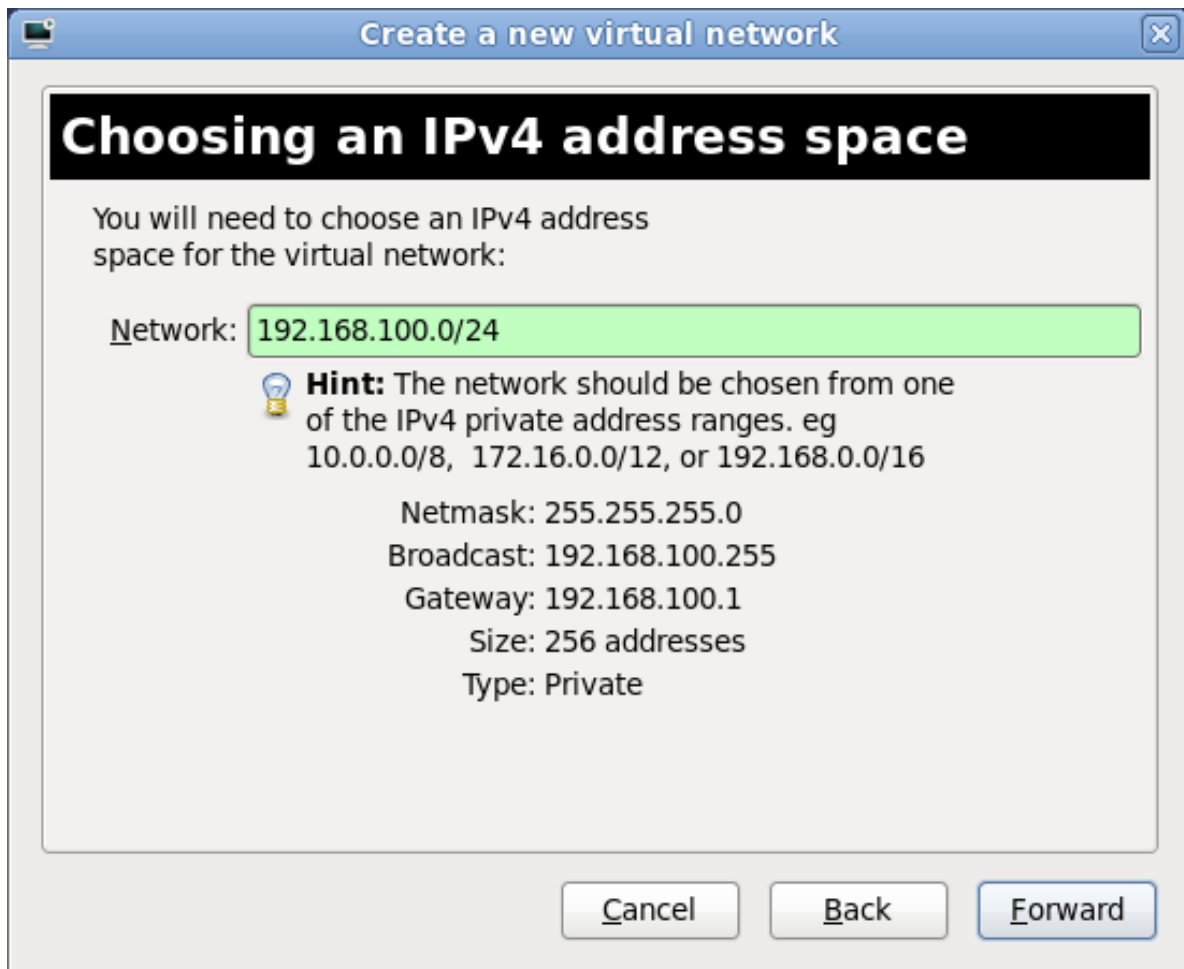 Create a new virtual network
Choosing an IPv4 address space
You will need to choose an IPv4 address
space for the virtual network:
Network: 192.168.100.0/24
Hint: The network should be chosen from one
of the IPv4 private address ranges. eg
10.0.0.0/8, 172.16.0.0/12, or 192.168.0.0/16
Netmask: 255.255.255.0
Broadcast: 192.168.100.255
Gateway: 192.168.100.1
Size: 256 addresses
Type: Private
Cancel Back Forward